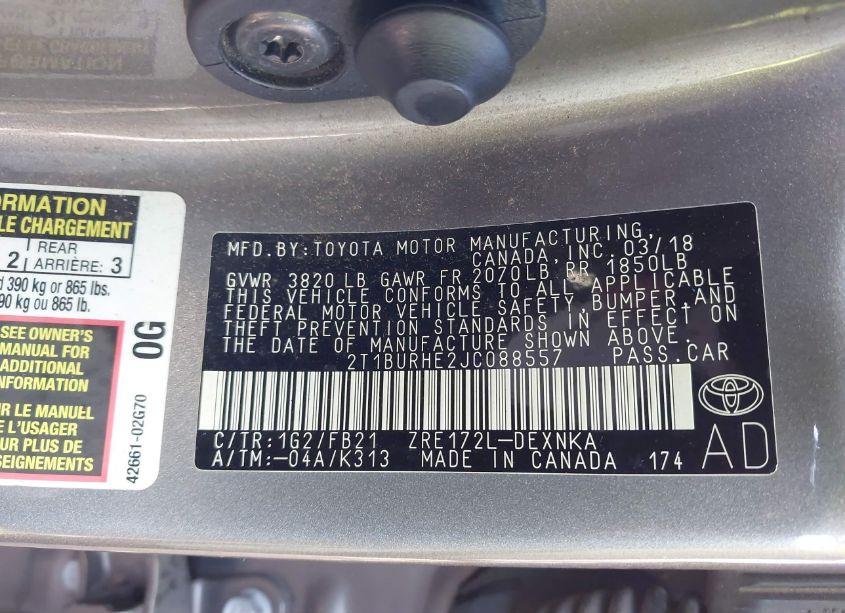 ORMATION
LE CHARGEMENT
2 REAR ARRIÈRE: 3
d 390 kg or 865 lbs.
90 kg ou 865 lb.
SEE OWNER'S
MANUAL FOR
ADDITIONAL
INFORMATION
IR LE MANUEL
E L'USAGER
UR PLUS DE
SEIGNEMENTS
0G
42661-02G70
MFD.BY:TOYOTA MOTOR MANUFACTURING,
CANADA, INC. 03/18
GVWR 3820 LB GAWR FR 2070LB, RR 1850LB
THIS VEHICLE CONFORMS TO ALL APPLICABLE
FEDERAL MOTOR VEHICLE SAFETY, BUMPER,AND
THEFT PREVENTION STANDARDS IN EFFECT ON
THE DATE OF MANUFACTURE SHOWN ABOVE.
2T1BURHE2JC088557 PASS.CAR
C/TR:1G2/FB21 ZRE172L-DEXNKA
A/TM:-04A/K313 MADE IN CANADA 174
AD